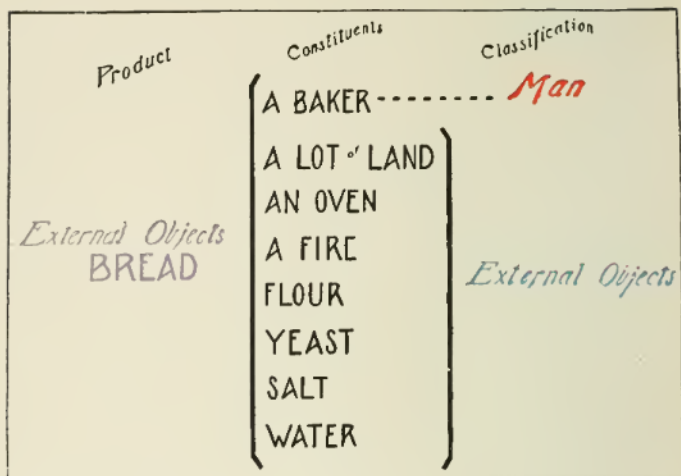 Product Constituents Classification
A BAKER Man
A LOT of LAND
AN OVEN
External Objects
A FIRE
BREAD
External Objects
FLOUR
YEAST
SALT
WATER